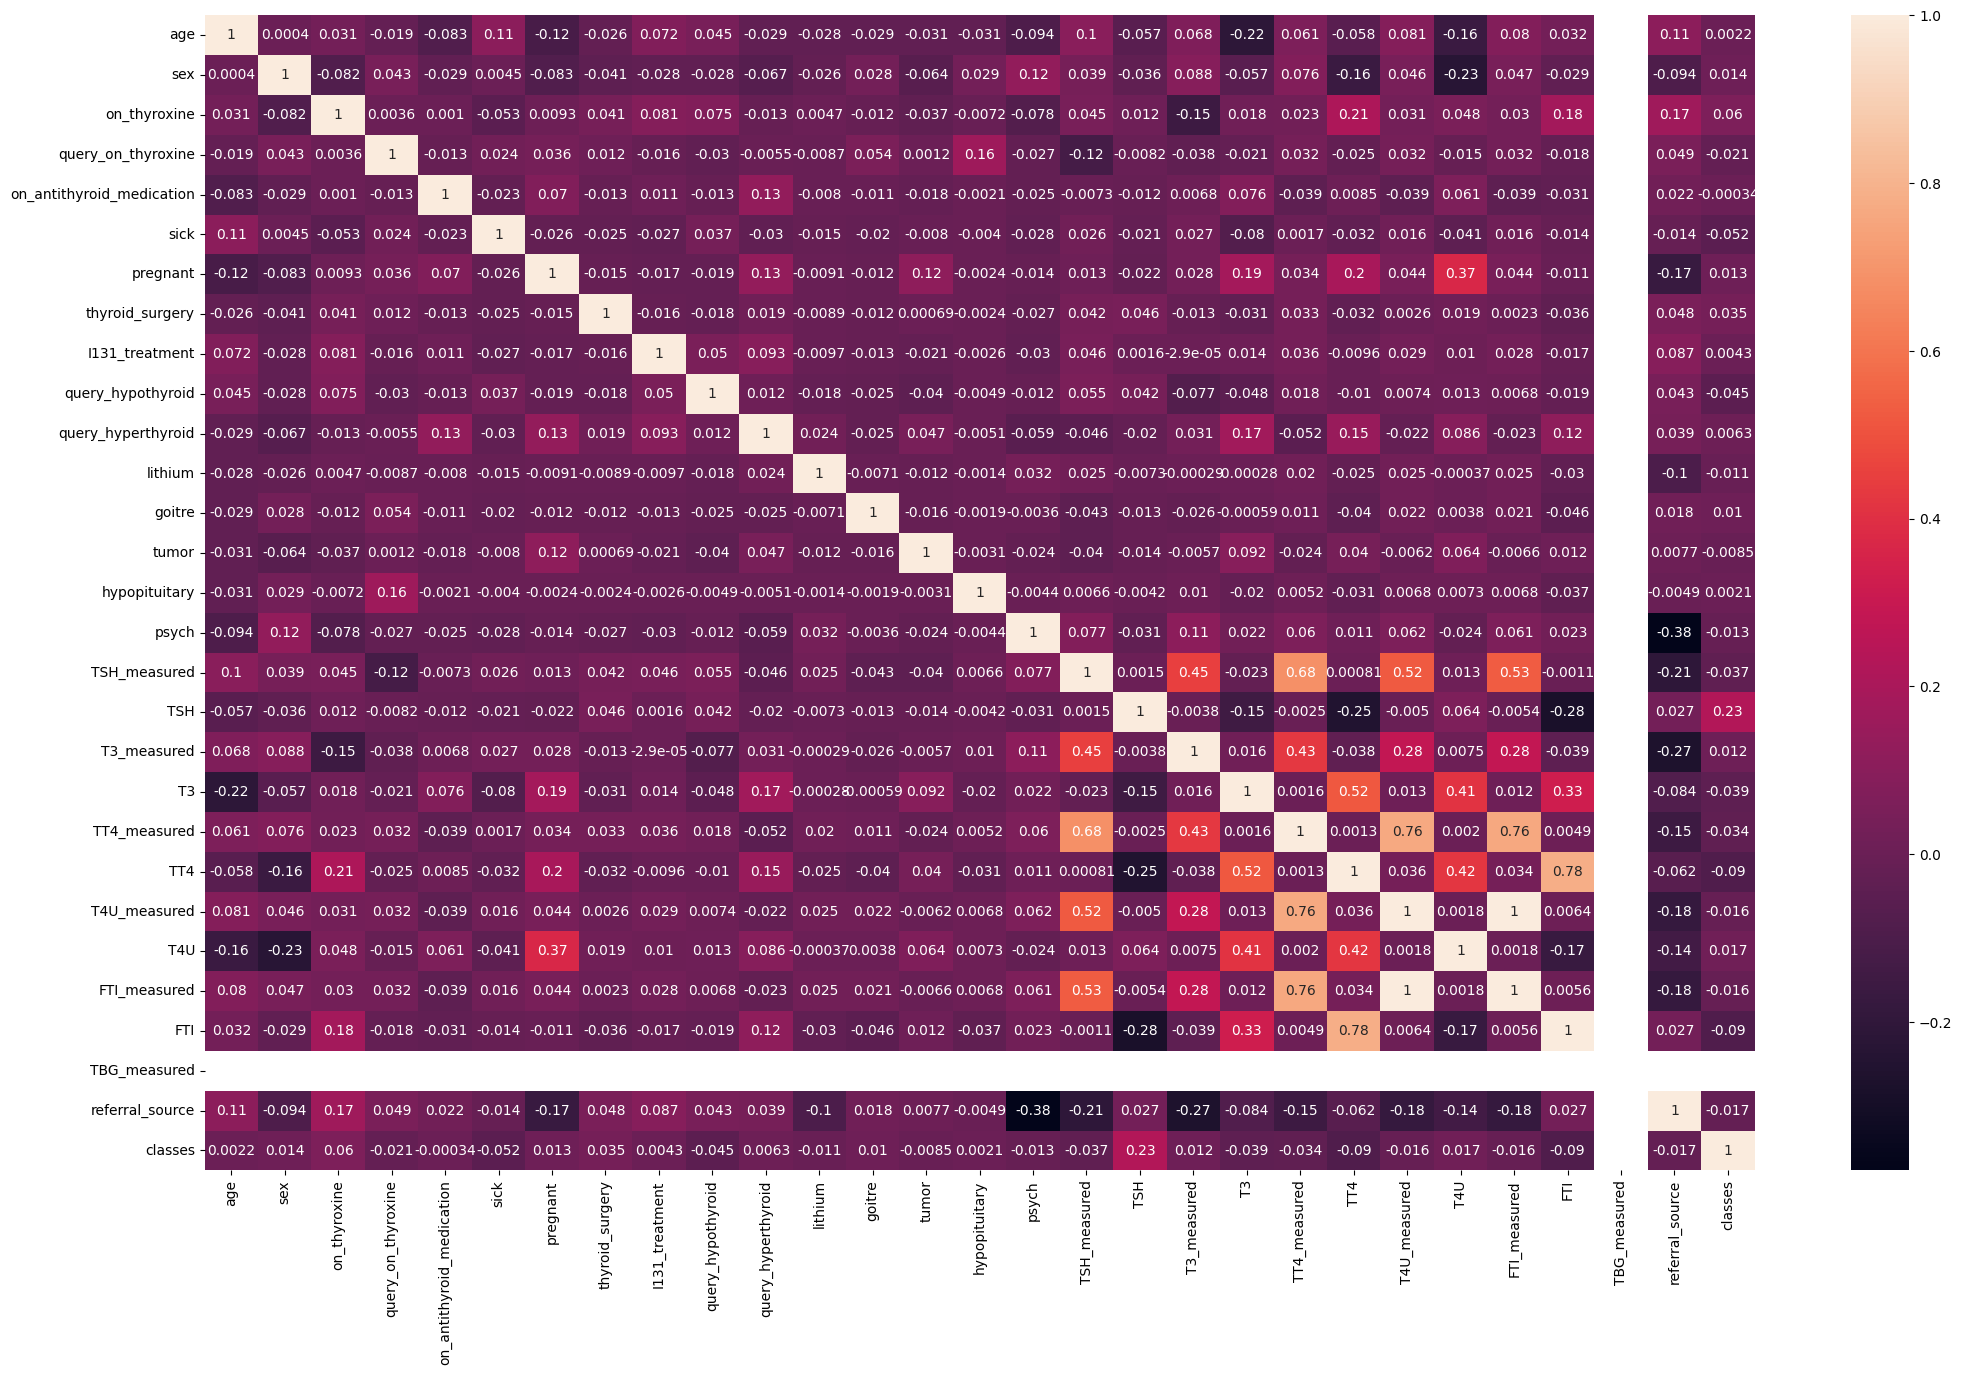 age 1 0.0004 0.031 -0.019 -0.083 0.11 -0.12 -0.026 0.072 0.045 -0.029 -0.028 -0.029 -0.031 -0.031 -0.094 0.1 -0.057 0.068 -0.22 0.061 -0.058 0.081 -0.16 0.08 0.032 0.11 0.0022
sex 0.0004 1 -0.082 0.043 -0.029 0.0045 -0.083 -0.041 -0.028 -0.028 -0.067 -0.026 0.028 -0.064 0.029 0.12 0.039 -0.036 0.088 -0.057 0.076 -0.16 0.046 -0.23 0.047 -0.029 -0.094 0.014
on_thyroxine 0.031 -0.082 1 0.0036 0.001 -0.053 0.0093 0.041 0.081 0.075 -0.013 0.0047 -0.012 -0.037 -0.0072 -0.078 0.045 0.012 -0.15 0.018 0.023 0.21 0.031 0.048 0.03 0.18 0.17 0.06
query_on_thyroxine -0.019 0.043 0.0036 1 -0.013 0.024 0.036 0.012 -0.016 -0.03 -0.0055 -0.0087 0.054 0.0012 0.16 -0.027 -0.12 -0.0082 -0.038 -0.021 0.032 -0.025 0.032 -0.015 0.032 -0.018 0.049 -0.021
on_antithyroid_medication -0.083 -0.029 0.001 -0.013 1 -0.023 0.07 -0.013 0.011 -0.013 0.13 -0.008 -0.011 -0.018 -0.0021 -0.025 -0.0073 -0.012 0.0068 0.076 -0.039 0.0085 -0.039 0.061 -0.039 -0.031 0.022 -0.00034
sick 0.11 0.0045 -0.053 0.024 -0.023 1 -0.026 -0.025 -0.027 0.037 -0.03 -0.015 -0.02 -0.008 -0.004 -0.028 0.026 -0.021 0.027 -0.08 0.0017 -0.032 0.016 -0.041 0.016 -0.014 -0.014 -0.052
pregnant -0.12 -0.083 0.0093 0.036 0.07 -0.026 1 -0.015 -0.017 -0.019 0.13 -0.0091 -0.012 0.12 -0.0024 -0.014 0.013 -0.022 0.028 0.19 0.034 0.2 0.044 0.37 0.044 -0.011 -0.17 0.013
thyroid_surgery -0.026 -0.041 0.041 0.012 -0.013 -0.025 -0.015 1 -0.016 -0.018 0.019 -0.0089 -0.012 0.00069 -0.0024 -0.027 0.042 0.046 -0.013 -0.031 0.033 -0.032 0.0026 0.019 0.0023 -0.036 0.048 0.035
I131_treatment 0.072 -0.028 0.081 -0.016 0.011 -0.027 -0.017 -0.016 1 0.05 0.093 -0.0097 -0.013 -0.021 -0.0026 -0.03 0.046 0.0016 -2.9e-05 0.014 0.036 -0.0096 0.029 0.01 0.028 -0.017 0.087 0.0043
query_hypothyroid 0.045 -0.028 0.075 -0.03 -0.013 0.037 -0.019 -0.018 0.05 1 0.012 -0.018 -0.025 -0.04 -0.0049 -0.012 0.055 0.042 -0.077 -0.048 0.018 -0.01 0.0074 0.013 0.0068 -0.019 0.043 -0.045
query_hyperthyroid -0.029 -0.067 -0.013 -0.0055 0.13 -0.03 0.13 0.019 0.093 0.012 1 0.024 -0.025 0.047 -0.0051 -0.059 -0.046 -0.02 0.031 0.17 -0.052 0.15 -0.022 0.086 -0.023 0.12 0.039 0.0063
lithium -0.028 -0.026 0.0047 -0.0087 -0.008 -0.015 -0.0091 -0.0089 -0.0097 -0.018 0.024 1 -0.0071 -0.012 -0.0014 0.032 0.025 -0.0073 -0.00029 -0.00028 0.02 -0.025 0.025 -0.00037 0.025 -0.03 -0.1 -0.011
goitre -0.029 0.028 -0.012 0.054 -0.011 -0.02 -0.012 -0.012 -0.013 -0.025 -0.025 -0.0071 1 -0.016 -0.0019 -0.0036 -0.043 -0.013 -0.026 -0.00059 0.011 -0.04 0.022 0.0038 0.021 -0.046 0.018 0.01
tumor -0.031 -0.064 -0.037 0.0012 -0.018 -0.008 0.12 0.00069 -0.021 -0.04 0.047 -0.012 -0.016 1 -0.0031 -0.024 -0.04 -0.014 -0.0057 0.092 -0.024 0.04 -0.0062 0.064 -0.0066 0.012 0.0077 -0.0085
hypopituitary -0.031 0.029 -0.0072 0.16 -0.0021 -0.004 -0.0024 -0.0024 -0.0026 -0.0049 -0.0051 -0.0014 -0.0019 -0.0031 1 -0.0044 0.0066 -0.0042 0.01 -0.02 0.0052 -0.031 0.0068 0.0073 0.0068 -0.037 -0.0049 0.0021
psych -0.094 0.12 -0.078 -0.027 -0.025 -0.028 -0.014 -0.027 -0.03 -0.012 -0.059 0.032 -0.0036 -0.024 -0.0044 1 0.077 -0.031 0.11 0.022 0.06 0.011 0.062 -0.024 0.061 0.023 -0.38 -0.013
TSH_measured 0.1 0.039 0.045 -0.12 -0.0073 0.026 0.013 0.042 0.046 0.055 -0.046 0.025 -0.043 -0.04 0.0066 0.077 1 0.0015 0.45 -0.023 0.68 0.00081 0.52 0.013 0.53 -0.0011 -0.21 -0.037
TSH -0.057 -0.036 0.012 -0.0082 -0.012 -0.021 -0.022 0.046 0.0016 0.042 -0.02 -0.0073 -0.013 -0.014 -0.0042 -0.031 0.0015 1 -0.0038 -0.15 -0.0025 -0.25 -0.005 0.064 -0.0054 -0.28 0.027 0.23
T3_measured 0.068 0.088 -0.15 -0.038 0.0068 0.027 0.028 -0.013 -2.9e-05 -0.077 0.031 -0.00029 -0.026 -0.0057 0.01 0.11 0.45 -0.0038 1 0.016 0.43 -0.038 0.28 0.0075 0.28 -0.039 -0.27 0.012
T3 -0.22 -0.057 0.018 -0.021 0.076 -0.08 0.19 -0.031 0.014 -0.048 0.17 -0.00028 -0.00059 0.092 -0.02 0.022 -0.023 -0.15 0.016 1 0.0016 0.52 0.013 0.41 0.012 0.33 -0.084 -0.039
TT4_measured 0.061 0.076 0.023 0.032 -0.039 0.0017 0.034 0.033 0.036 0.018 -0.052 0.02 0.011 -0.024 0.0052 0.06 0.68 -0.0025 0.43 0.0016 1 0.0013 0.76 0.002 0.76 0.0049 -0.15 -0.034
TT4 -0.058 -0.16 0.21 -0.025 0.0085 -0.032 0.2 -0.032 -0.0096 -0.01 0.15 -0.025 -0.04 0.04 -0.031 0.011 0.00081 -0.25 -0.038 0.52 0.0013 1 0.036 0.42 0.034 0.78 -0.062 -0.09
T4U_measured 0.081 0.046 0.031 0.032 -0.039 0.016 0.044 0.0026 0.029 0.0074 -0.022 0.025 0.022 -0.0062 0.0068 0.062 0.52 -0.005 0.28 0.013 0.76 0.036 1 0.0018 1 0.0064 -0.18 -0.016
T4U -0.16 -0.23 0.048 -0.015 0.061 -0.041 0.37 0.019 0.01 0.013 0.086 -0.00037 0.0038 0.064 0.0073 -0.024 0.013 0.064 0.0075 0.41 0.002 0.42 0.0018 1 0.0018 -0.17 -0.14 0.017
FTI_measured 0.08 0.047 0.03 0.032 -0.039 0.016 0.044 0.0023 0.028 0.0068 -0.023 0.025 0.021 -0.0066 0.0068 0.061 0.53 -0.0054 0.28 0.012 0.76 0.034 1 0.0018 1 0.0056 -0.18 -0.016
FTI 0.032 -0.029 0.18 -0.018 -0.031 -0.014 -0.011 -0.036 -0.017 -0.019 0.12 -0.03 -0.046 0.012 -0.037 0.023 -0.0011 -0.28 -0.039 0.33 0.0049 0.78 0.0064 -0.17 0.0056 1 0.027 -0.09
TBG_measured
referral_source 0.11 -0.094 0.17 0.049 0.022 -0.014 -0.17 0.048 0.087 0.043 0.039 -0.1 0.018 0.0077 -0.0049 -0.38 -0.21 0.027 -0.27 -0.084 -0.15 -0.062 -0.18 -0.14 -0.18 0.027 1 -0.017
classes 0.0022 0.014 0.06 -0.021 -0.00034 -0.052 0.013 0.035 0.0043 -0.045 0.0063 -0.011 0.01 -0.0085 0.0021 -0.013 -0.037 0.23 0.012 -0.039 -0.034 -0.09 -0.016 0.017 -0.016 -0.09 -0.017 1
age sex on_thyroxine query_on_thyroxine on_antithyroid_medication sick pregnant thyroid_surgery I131_treatment query_hypothyroid query_hyperthyroid lithium goitre tumor hypopituitary psych TSH_measured TSH T3_measured T3 TT4_measured TT4 T4U_measured T4U FTI_measured FTI TBG_measured referral_source classes
1.0
0.8
0.6
0.4
0.2
0.0
−0.2